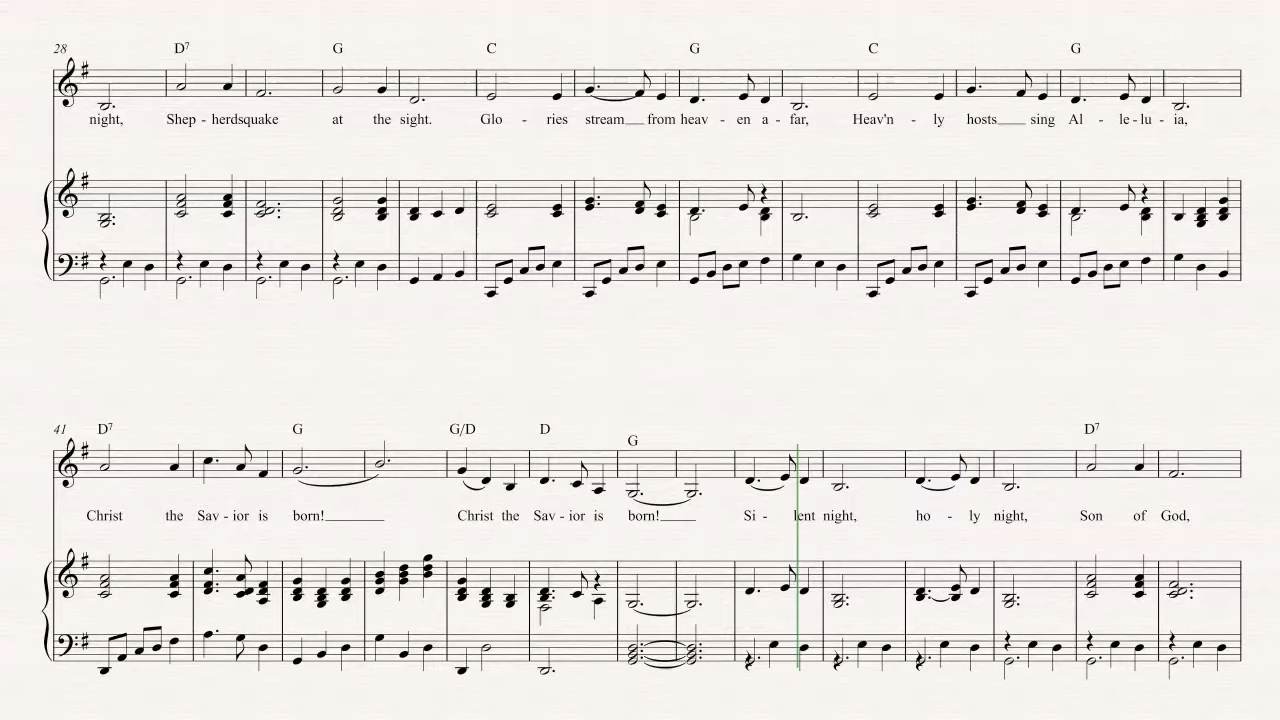 28 D7 G C G C G
night, Shep - herdsquake at the sight. Glo - ries stream from heav - en a - far, Heav'n - ly hosts sing Al - le - lu - ia,
41 D7 G G/D D G D7
Christ the Sav - ior is born! Christ the Sav - ior is born! Si - lent night, ho - ly night, Son of God,